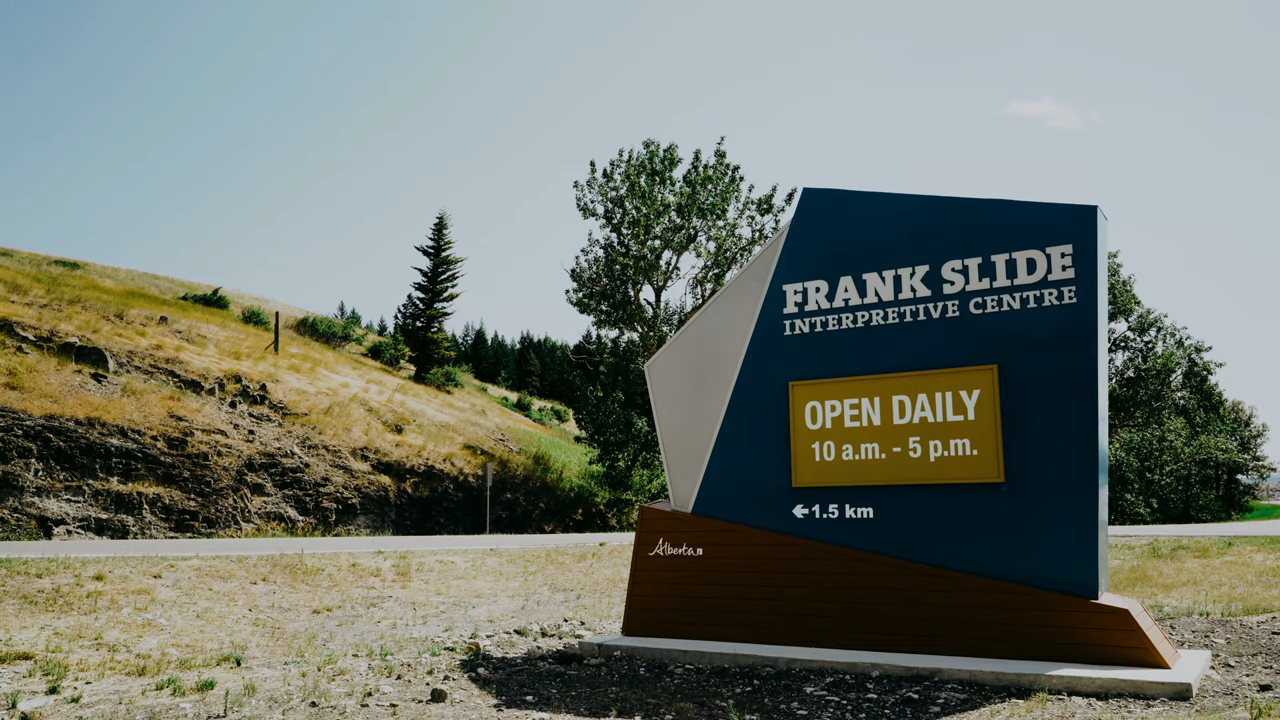 FRANK SLIDE
INTERPRETIVE CENTRE
OPEN DAILY
10 a.m. - 5 p.m.
←1.5 km
Alberta